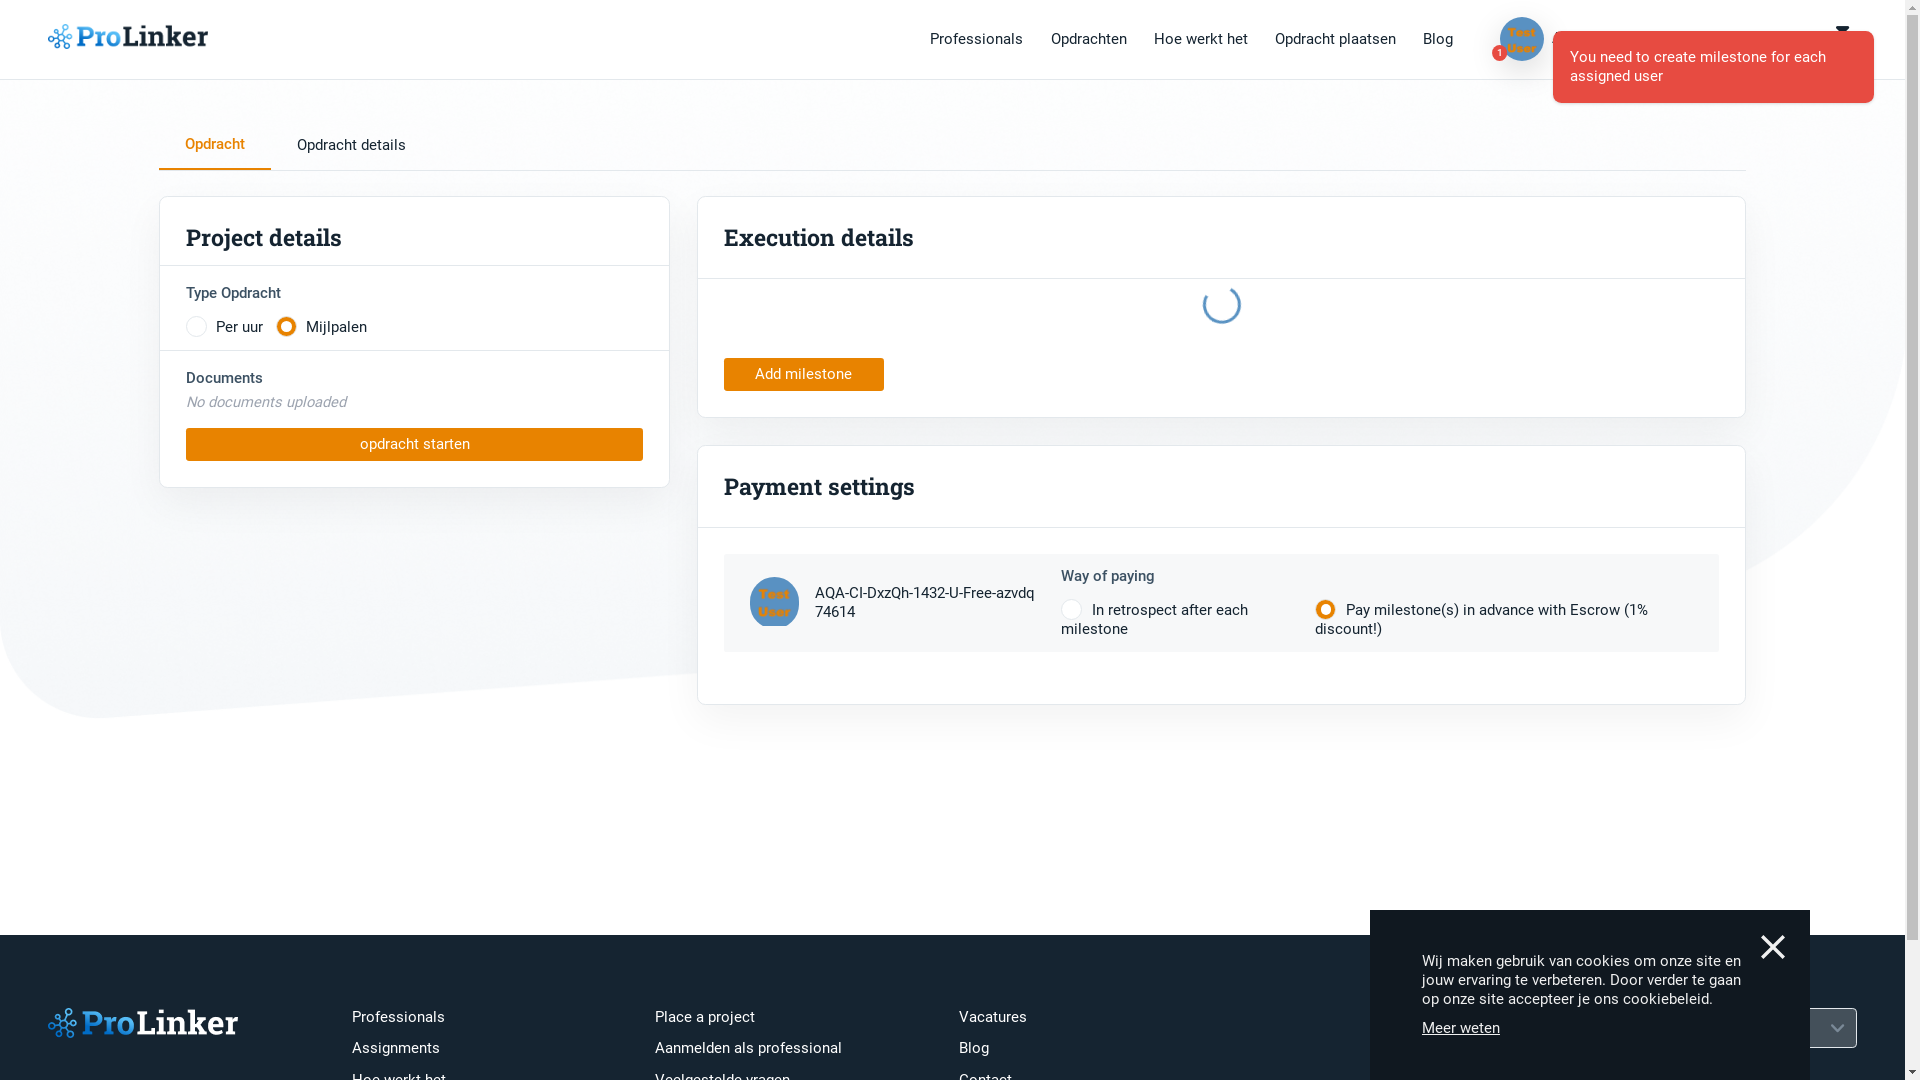 ProLinker
Professionals
Opdrachten
Hoe werkt het
Opdracht plaatsen
Blog
Test
User
1
You need to create milestone for each
assigned user
Opdracht
Opdracht details
Project details
Type Opdracht
Per uur
Mijlpalen
Documents
No documents uploaded
opdracht starten
Execution details
Add milestone
Payment settings
Test
User
AQA-CI-DxzQh-1432-U-Free-azvdq
74614
Way of paying
In retrospect after each
milestone
Pay milestone(s) in advance with Escrow (1%
discount!)
ProLinker
Professionals
Assignments
Hoe werkt het
Place a project
Aanmelden als professional
Veelgestelde vragen
Vacatures
Blog
Contact
Wij maken gebruik van cookies om onze site en
jouw ervaring te verbeteren. Door verder te gaan
op onze site accepteer je ons cookiebeleid.
Meer weten